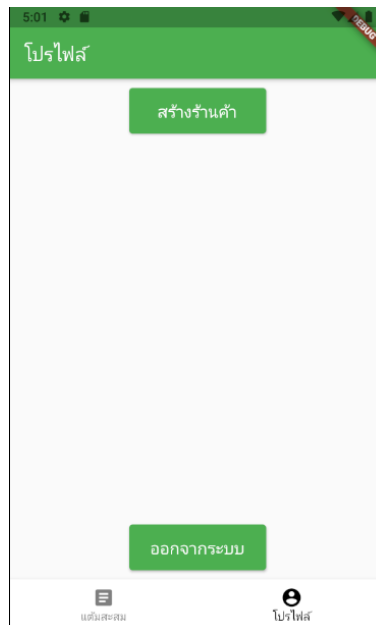 5:01
DEBUG
โปรไฟล์
สร้างร้านค้า
ออกจากระบบ
แต้มสะสม
โปรไฟล์